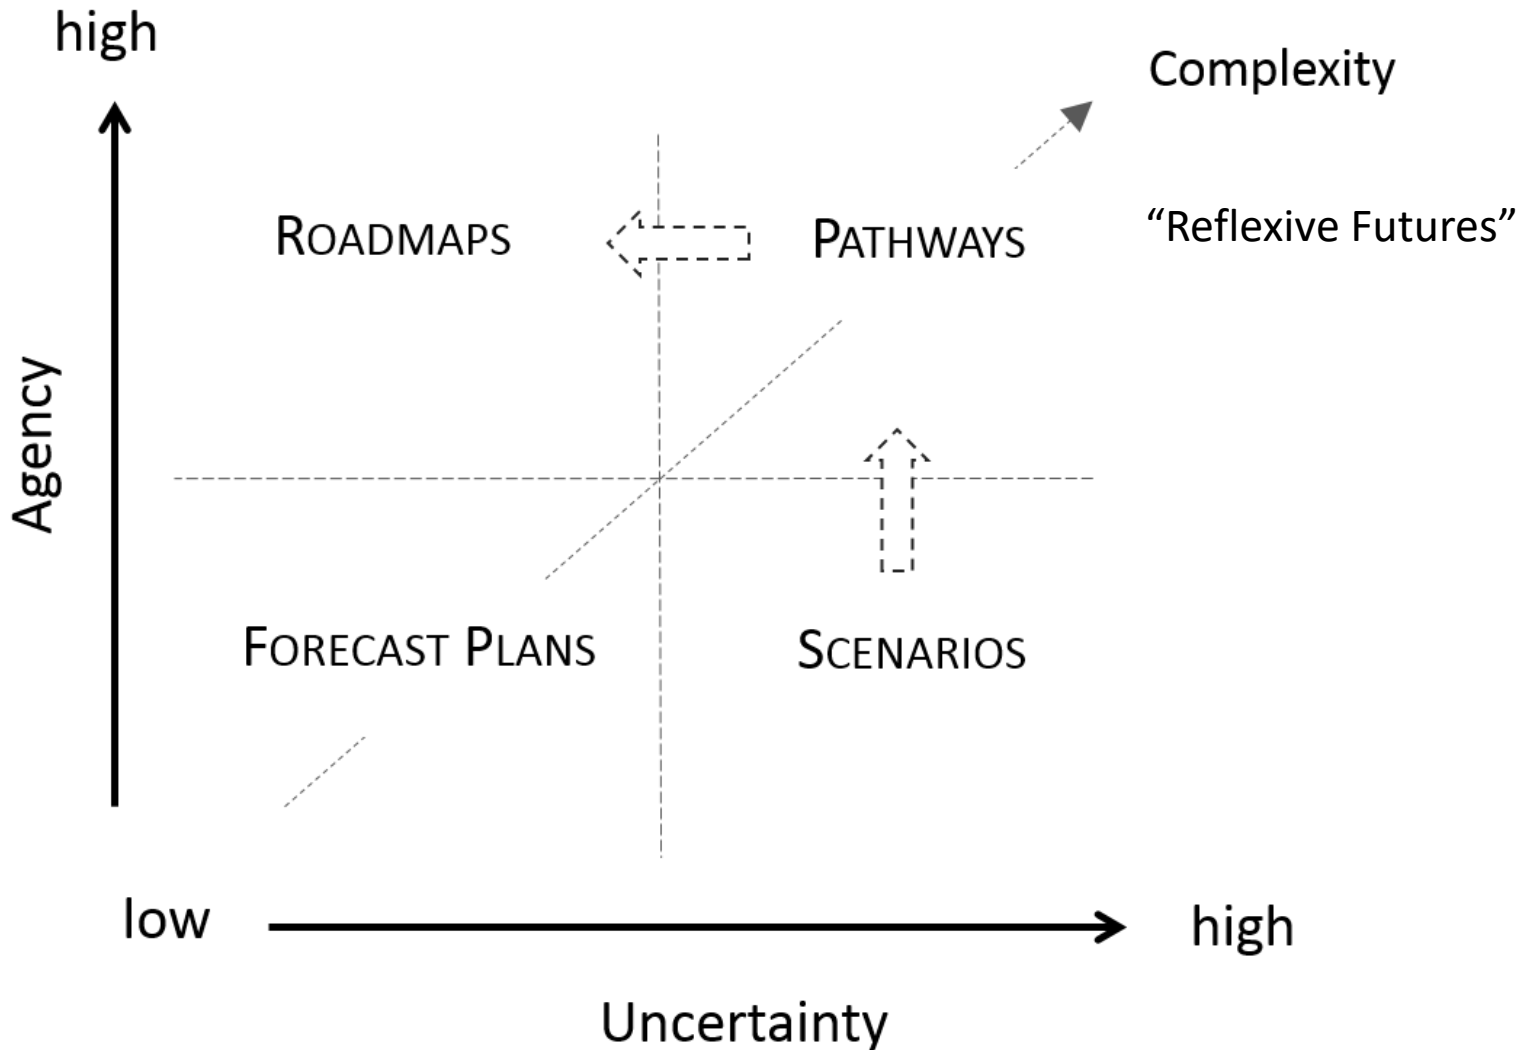 high
Complexity
ROADMAPS
PATHWAYS
“Reflexive Futures”
Agency
FORECAST PLANS
SCENARIOS
low
high
Uncertainty